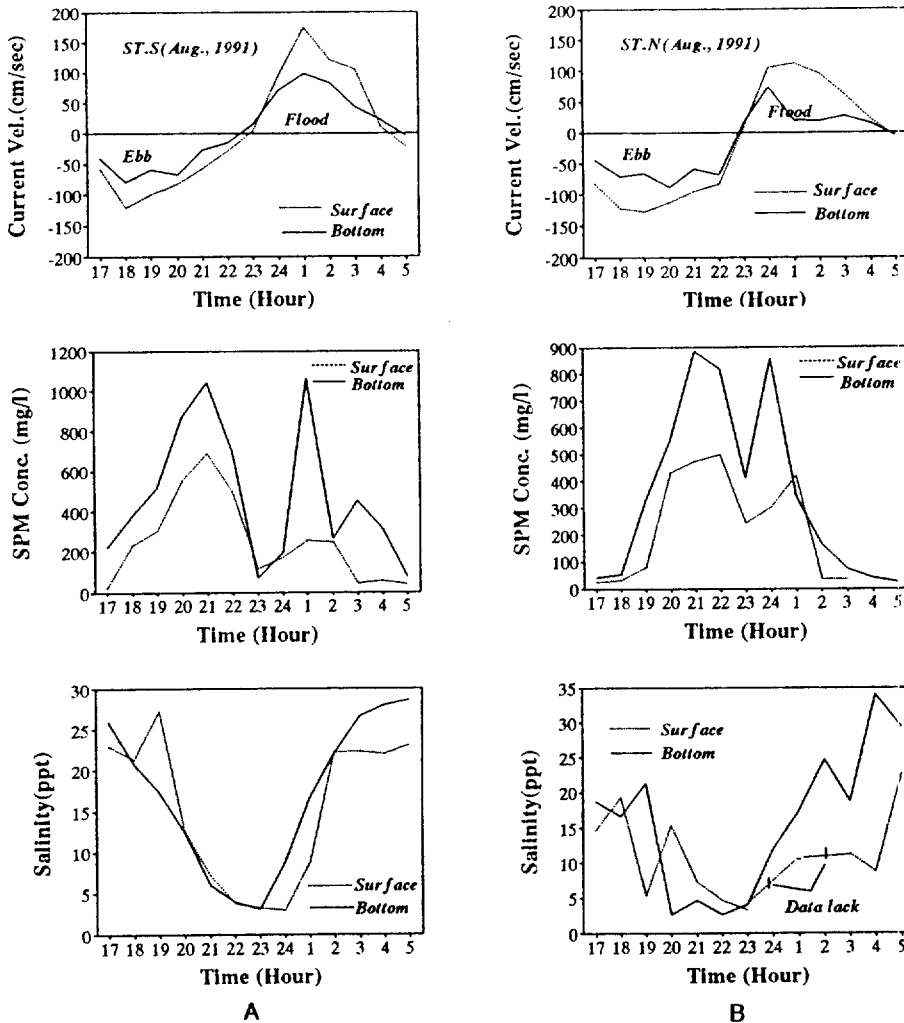 200
150
100
50
0
-50
-100
-150
-200
Current Vel.(cm/sec)
ST.S(Aug., 1991)
Ebb
Flood
Surface
Bottom
17 18 19 20 21 22 23 24 1 2 3 4 5
Time (Hour)
200
150
100
50
0
-50
-100
-150
-200
Current Vel.(cm/sec)
ST.N(Aug., 1991)
Ebb
Flood
Surface
Bottom
17 18 19 20 21 22 23 24 1 2 3 4 5
Time (Hour)
1200
1000
800
600
400
200
0
SPM Conc. (mg/l)
Surface
Bottom
17 18 19 20 21 22 23 24 1 2 3 4 5
Time (Hour)
900
800
700
600
500
400
300
200
100
0
SPM Conc. (mg/l)
Surface
Bottom
17 18 19 20 21 22 23 24 1 2 3 4 5
Time (Hour)
30
25
20
15
10
5
0
Salinity(ppt)
Surface
Bottom
17 18 19 20 21 22 23 24 1 2 3 4 5
Time (Hour)
A
35
30
25
20
15
10
5
0
Salinity(ppt)
Surface
Bottom
Data lack
17 18 19 20 21 22 23 24 1 2 3 4 5
Time (Hour)
B